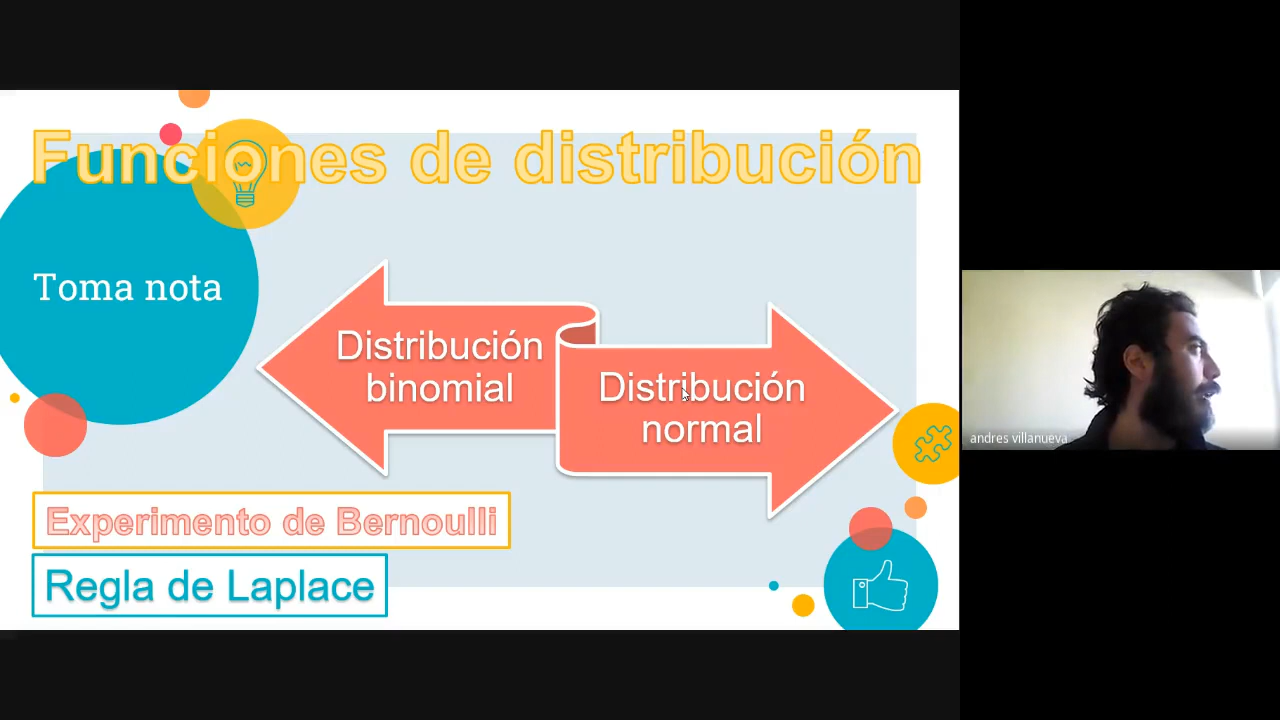 Funciones de distribución
Toma nota
Distribución
binomial
Distribución
normal
Experimento de Bernoulli
Regla de Laplace
andres villanueva